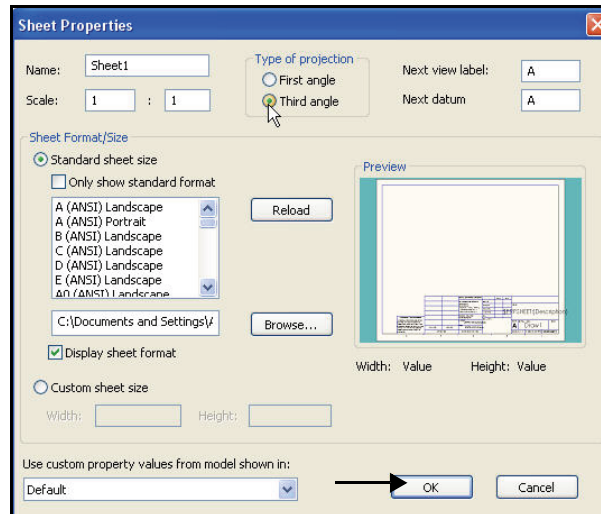 Sheet Properties
Name: Sheet1
Scale: 1 : 1
Type of projection
First angle
Third angle
Next view label: A
Next datum A
Sheet Format/Size
Standard sheet size
Only show standard format
A (ANSI) Landscape
A (ANSI) Portrait
B (ANSI) Landscape
C (ANSI) Landscape
D (ANSI) Landscape
E (ANSI) Landscape
A0 (ANSI) Landscape
Reload
C:\Documents and Settings\A
Browse...
Display sheet format
Custom sheet size
Width: Height:
Preview
A Draw1
Width: Value Height: Value
Use custom property values from model shown in:
Default
OK
Cancel